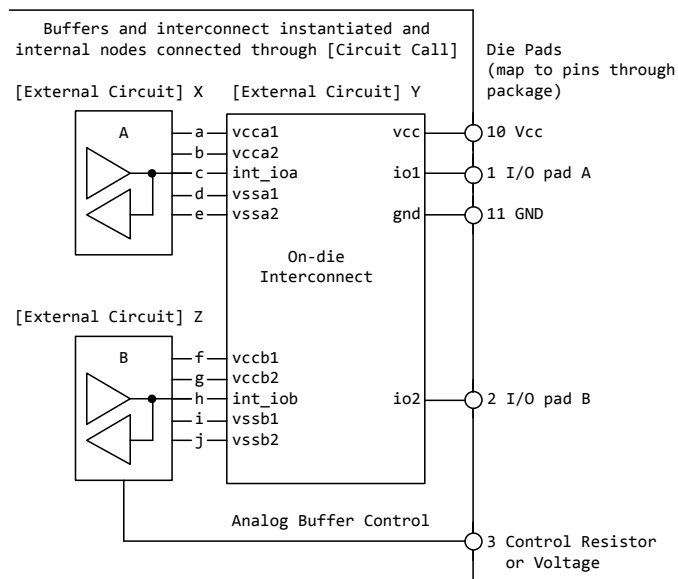 Buffers and interconnect instantiated and
internal nodes connected through [Circuit Call]
Die Pads
(map to pins through
package)
[External Circuit] X
[External Circuit] Y
A
a
vcca1
vcc
10 Vcc
b
vcca2
c
int_ioa
io1
1 I/O pad A
d
vssa1
e
vssa2
gnd
11 GND
On-die
Interconnect
[External Circuit] Z
B
f
vccb1
g
vccb2
h
int_iob
io2
2 I/O pad B
i
vssb1
j
vssb2
Analog Buffer Control
3 Control Resistor
or Voltage